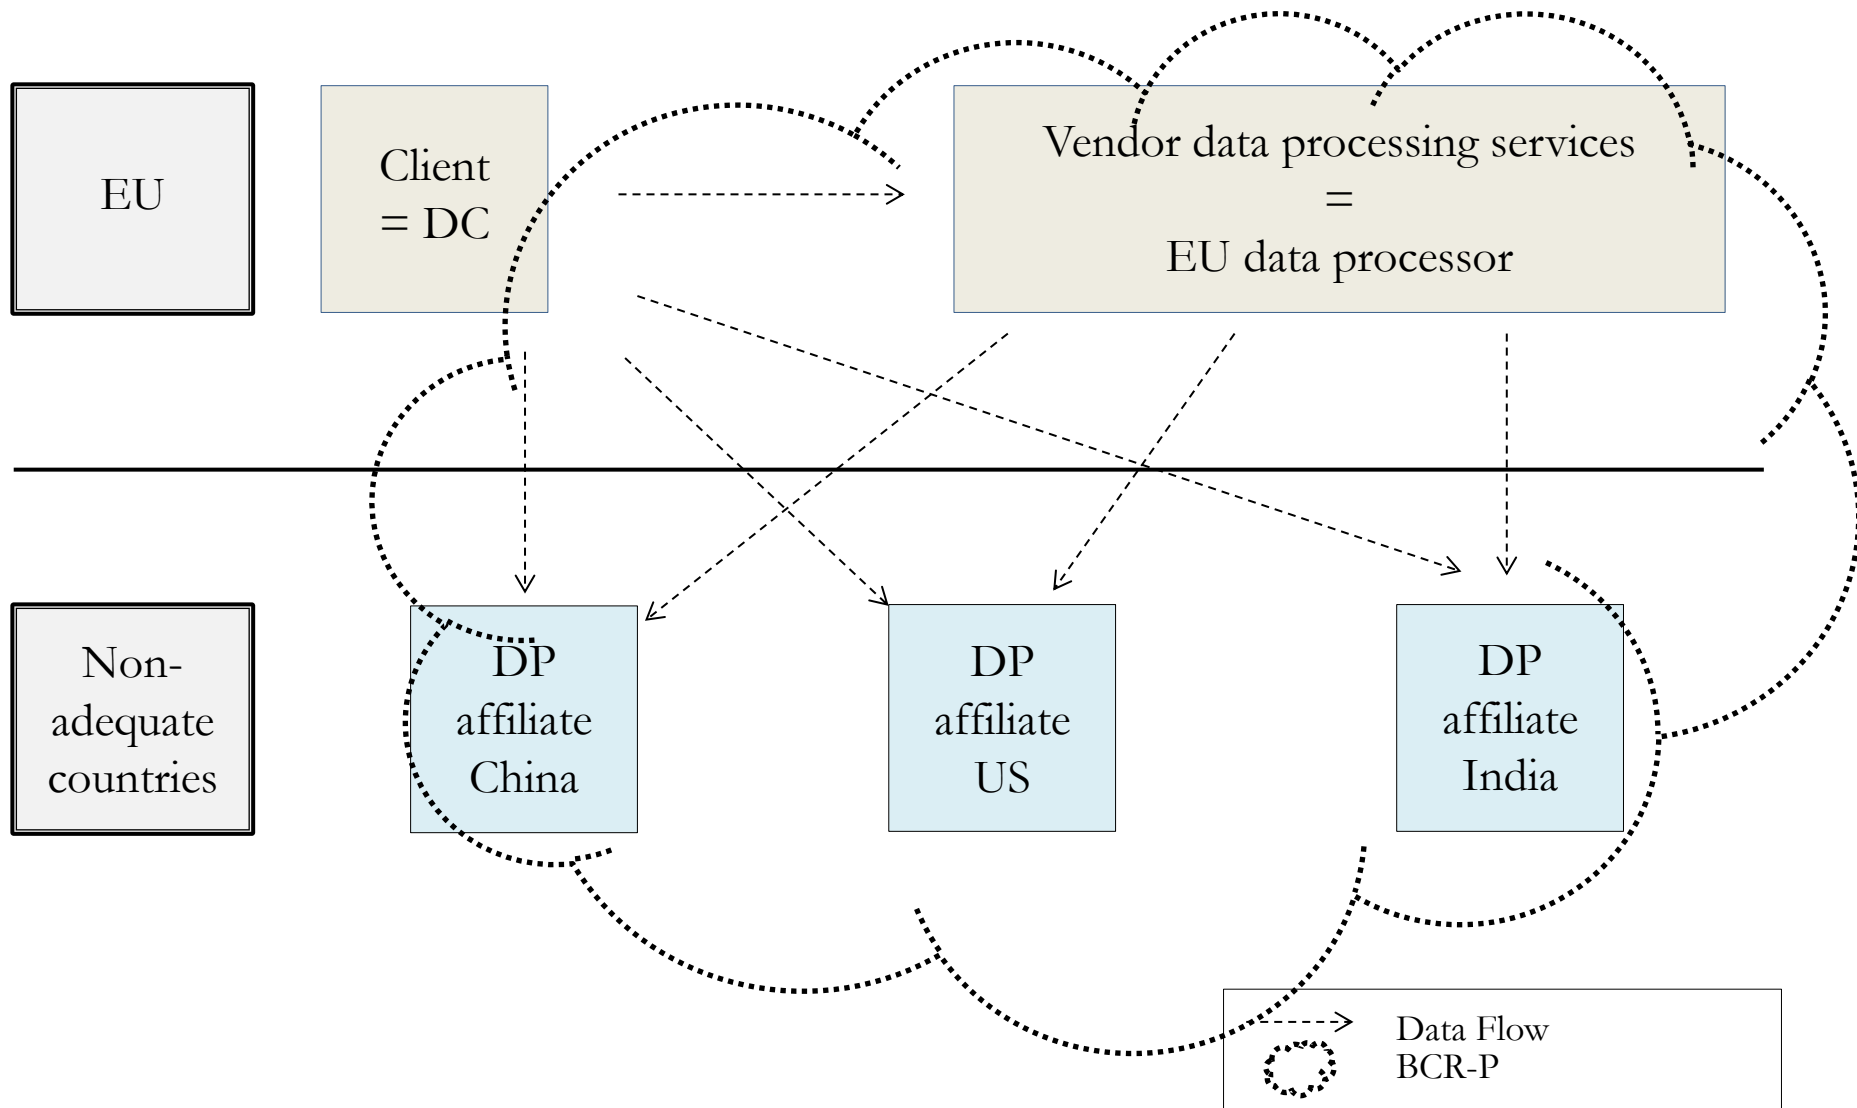 EU
Client
= DC
Vendor data processing services
=
EU data processor
Non-
adequate
countries
DP
affiliate
China
DP
affiliate
US
DP
affiliate
India
Data Flow
BCR-P